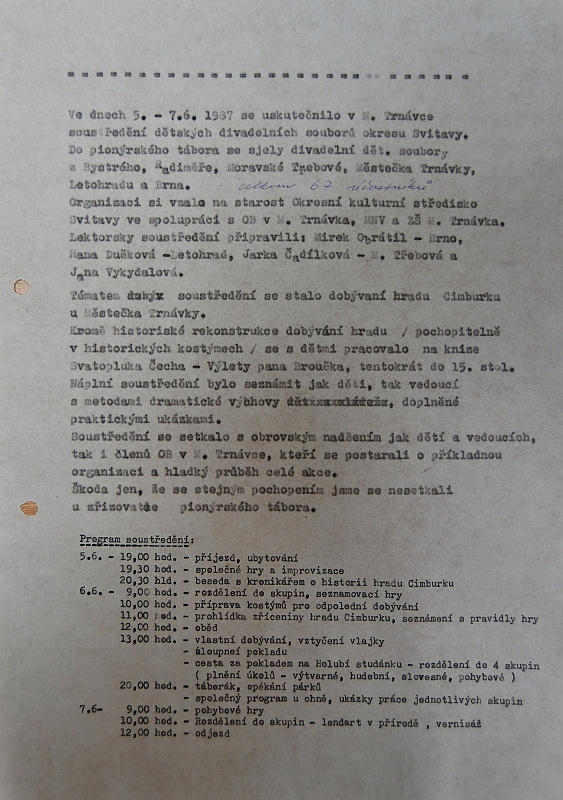 Ve dnech 5. - 7.6. 1987 se uskutečnilo v M. Trnávce
soustředění dětských divadelních souborů okresu Svitavy.
Do pionýrského tábora se sjely divadelní dět. soubory
z Bystrého, Radiměře, Moravské Třebové, Městečka Trnávky,
Letohradu a Brna. - celkem 67 účastníků
Organizaci si vzalo na starost Okresní kulturní středisko
Svitavy ve spolupráci s OB v M. Trnávka, MNV a ZŠ M. Trnávka.
Lektorsky soustředění připravili: Mirek Obrátil - Brno,
Hana Dušková -Letohrad, Jarka Čadílková - M. Třebová a
Jana Vykydalová.
Tématem soustředění se stalo dobývaní hradu Cimburku
u Městečka Trnávky.
Kromě historiské rekonstrukce dobývání hradu / pochopitelně
v historických kostýmech / se s dětmi pracovalo na knize
Svatopluka Čecha - Výlety pana Broučka, tentokrát do 15. stol.
Náplní soustředění bylo seznámit jak děti, tak vedoucí
s metodami dramatické výbhovy , doplněné
praktickými ukázkami.
Soustředění se setkalo s obrovským nadšením jak dětí a vedoucích,
tak i členů OB v M. Trnávce, kteří se postarali o příkladnou
organizaci a hladký průběh celé akce.
Škoda jen, že se stejným pochopením jsme se nesetkali
u zřizovatele pionýrského tábora.
Program soustředění:
5.6. - 19,00 hod. - příjezd, ubytování
19,30 hod. - společné hry a improvizace
20,30 hld. - beseda s kronikářem o historii hradu Cimburku
6.6. - 9,00 hod. - rozdělení do skupin, seznamovací hry
10,00 hod. - příprava kostýmů pro odpolední dobývání
11,00 hod. - prohlídka zříceniny hradu Cimburku, seznámení s pravidly hry
12,00 hod. - oběd
13,00 hod. - vlastní dobývání, vztyčení vlajky
- áloupnení pokladu
- cesta za pokladem na Holubí studánku - rozdělení do 4 skupin
( plnění úkolů - výtvarné, hudební, slovesné, pohybové )
20,00 hod. - táborák, opékání párků
- společný program u ohně, ukázky práce jednotlivých skupin
7.6- 9,00 hod. - pohybové hry
10,00 hod. - Rozdělení do skupin - lendart v přírodě , vernisáž
12,00 hod. - odjezd